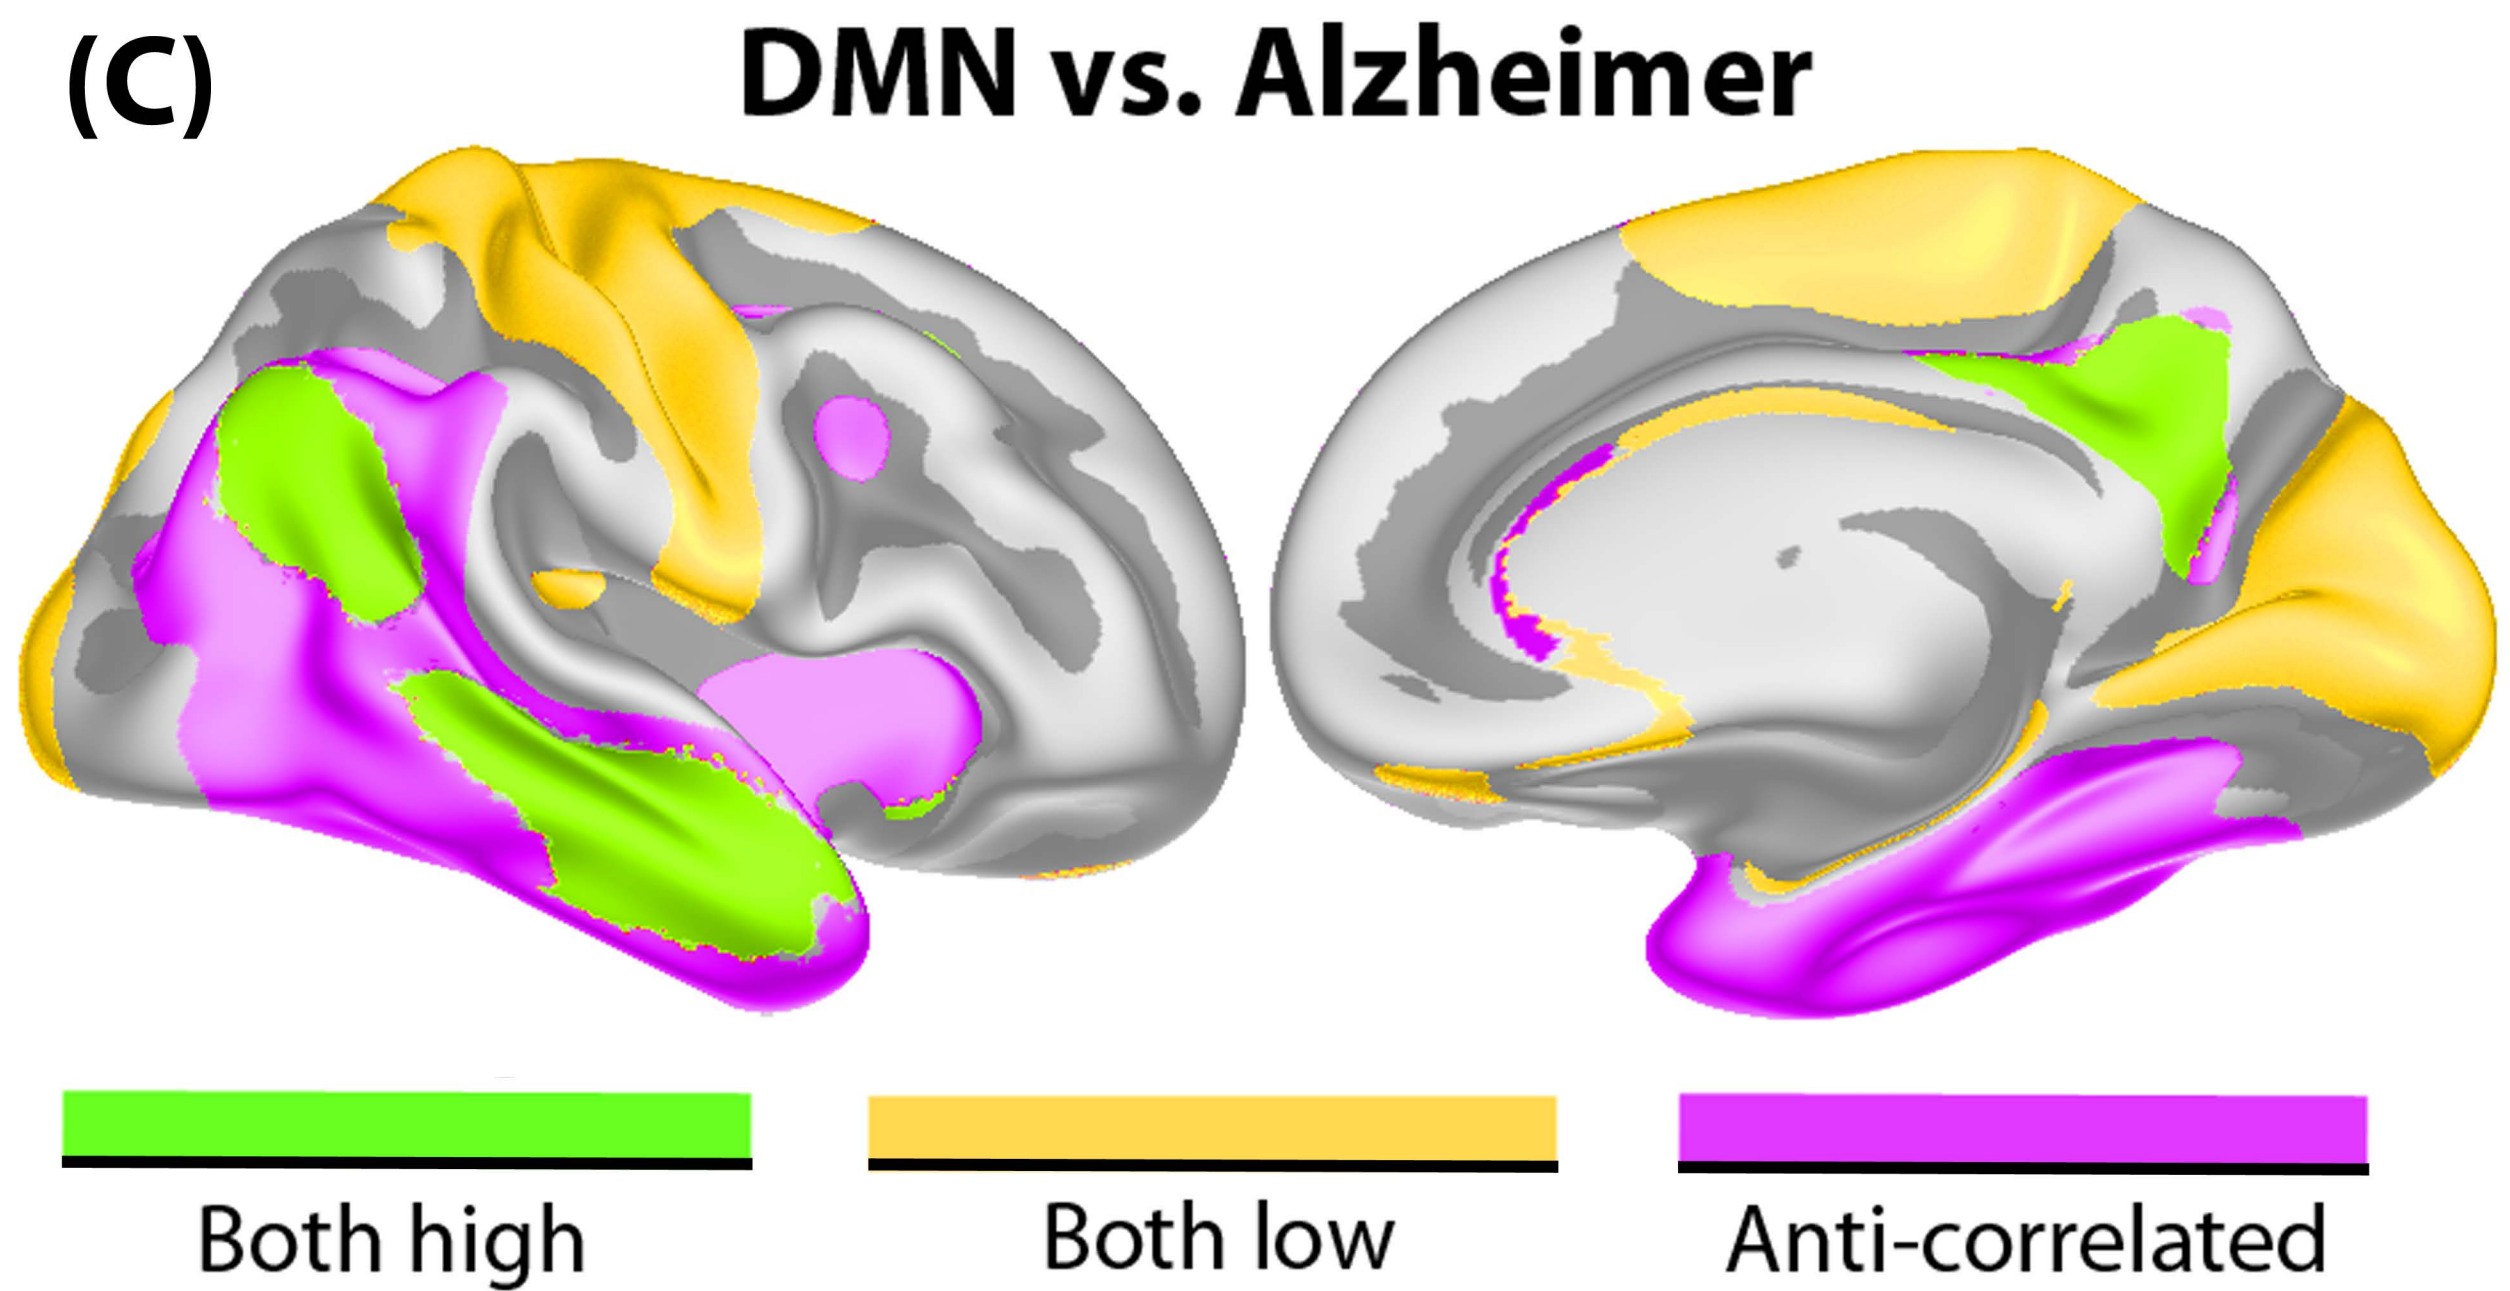 (C)
DMN vs. Alzheimer
Both high
Both low
Anti-correlated